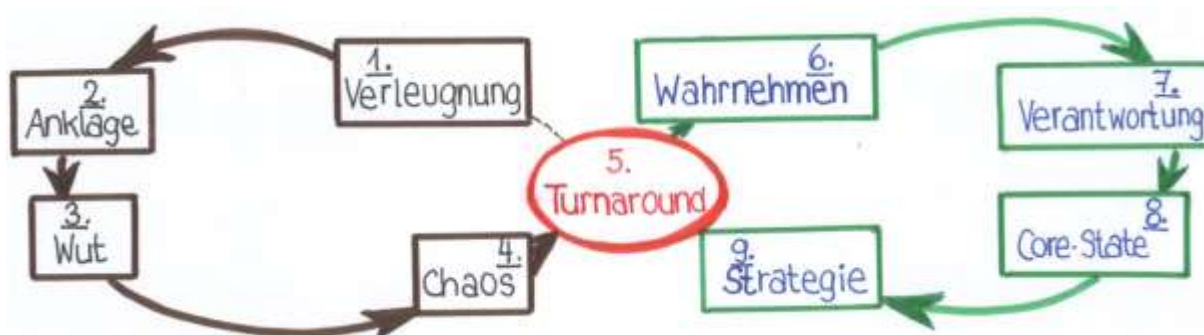 1.
Verleugnung
2.
Anklage
3.
Wut
4.
Chaos
5.
Turnaround
6.
Wahrnehmen
7.
Verantwortung
8.
Core-State
9.
Strategie